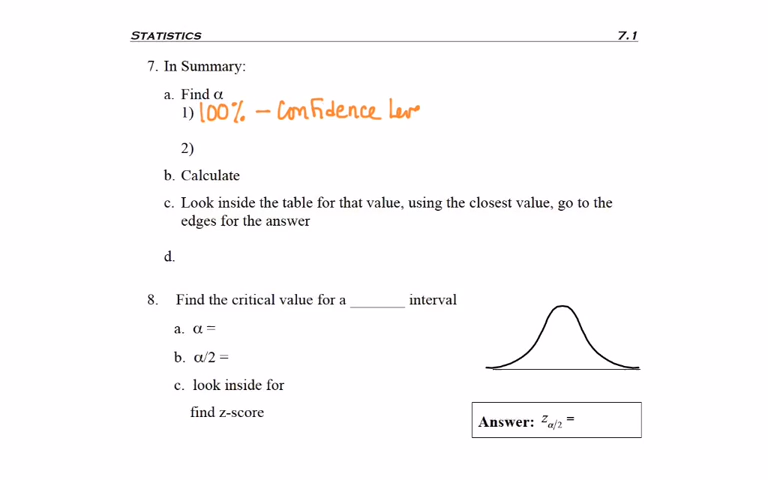 STATISTICS 7.1
7. In Summary:
a. Find α
1) 100% – Confidence Lev
2)
b. Calculate
c. Look inside the table for that value, using the closest value, go to the
edges for the answer
d.
8. Find the critical value for a _______ interval
a. α =
b. α/2 =
c. look inside for
find z-score
Answer: z α/2 =